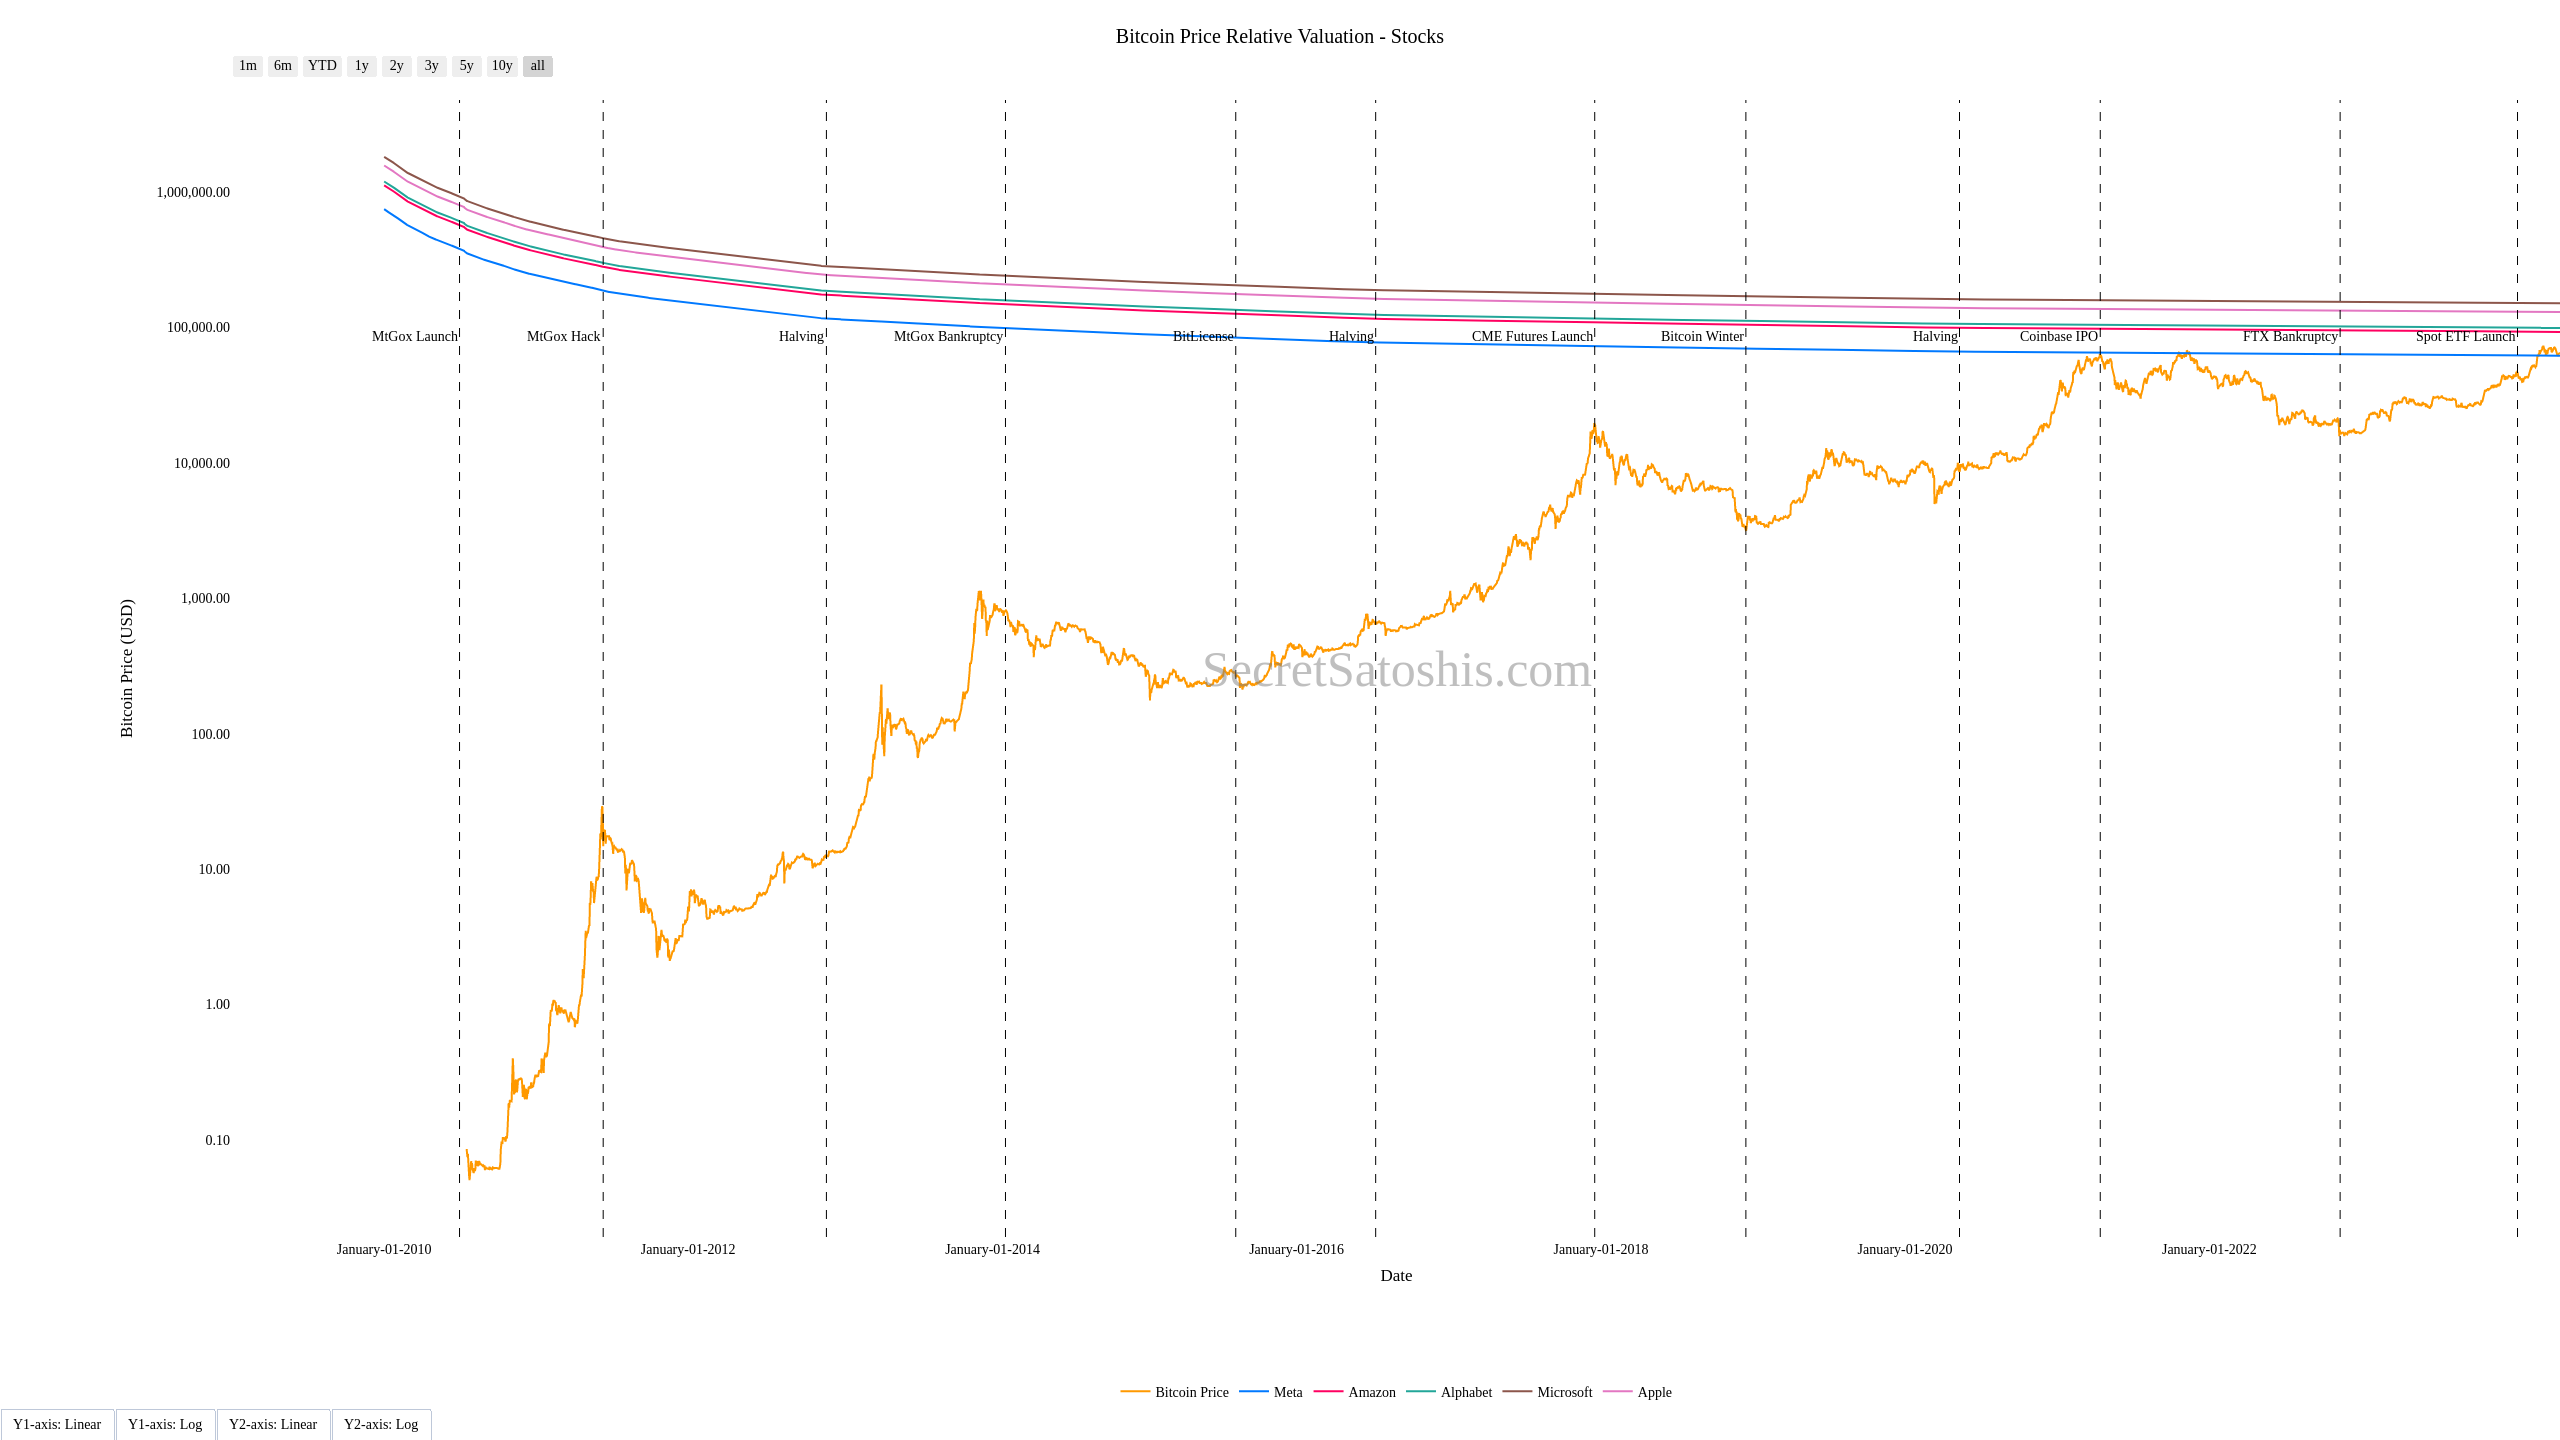 Bitcoin Price Relative Valuation - Stocks
1m 6m YTD 1y 2y 3y 5y 10y all
1,000,000.00
100,000.00
MtGox Launch MtGox Hack Halving MtGox Bankruptcy BitLicense Halving CME Futures Launch Bitcoin Winter Halving Coinbase IPO FTX Bankruptcy Spot ETF Launch
10,000.00
1,000.00
Bitcoin Price (USD)
SecretSatoshis.com
100.00
10.00
1.00
0.10
January-01-2010 January-01-2012 January-01-2014 January-01-2016 January-01-2018 January-01-2020 January-01-2022
Date
Bitcoin Price Meta Amazon Alphabet Microsoft Apple
Y1-axis: Linear Y1-axis: Log Y2-axis: Linear Y2-axis: Log